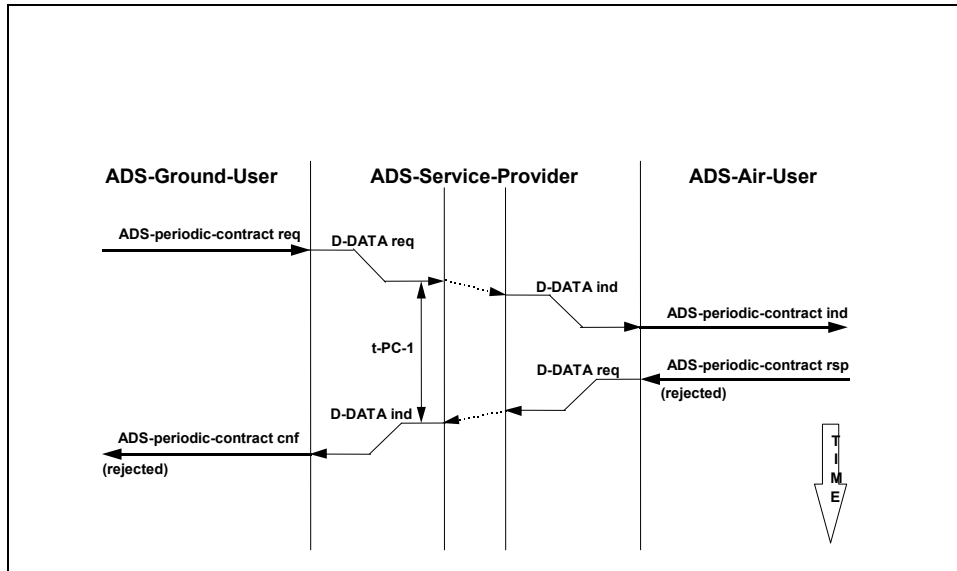 ADS-Ground-User
ADS-Service-Provider
ADS-Air-User
ADS-periodic-contract req
D-DATA req
D-DATA ind
ADS-periodic-contract ind
t-PC-1
ADS-periodic-contract rsp
D-DATA req
(rejected)
D-DATA ind
ADS-periodic-contract cnf
(rejected)
TIME